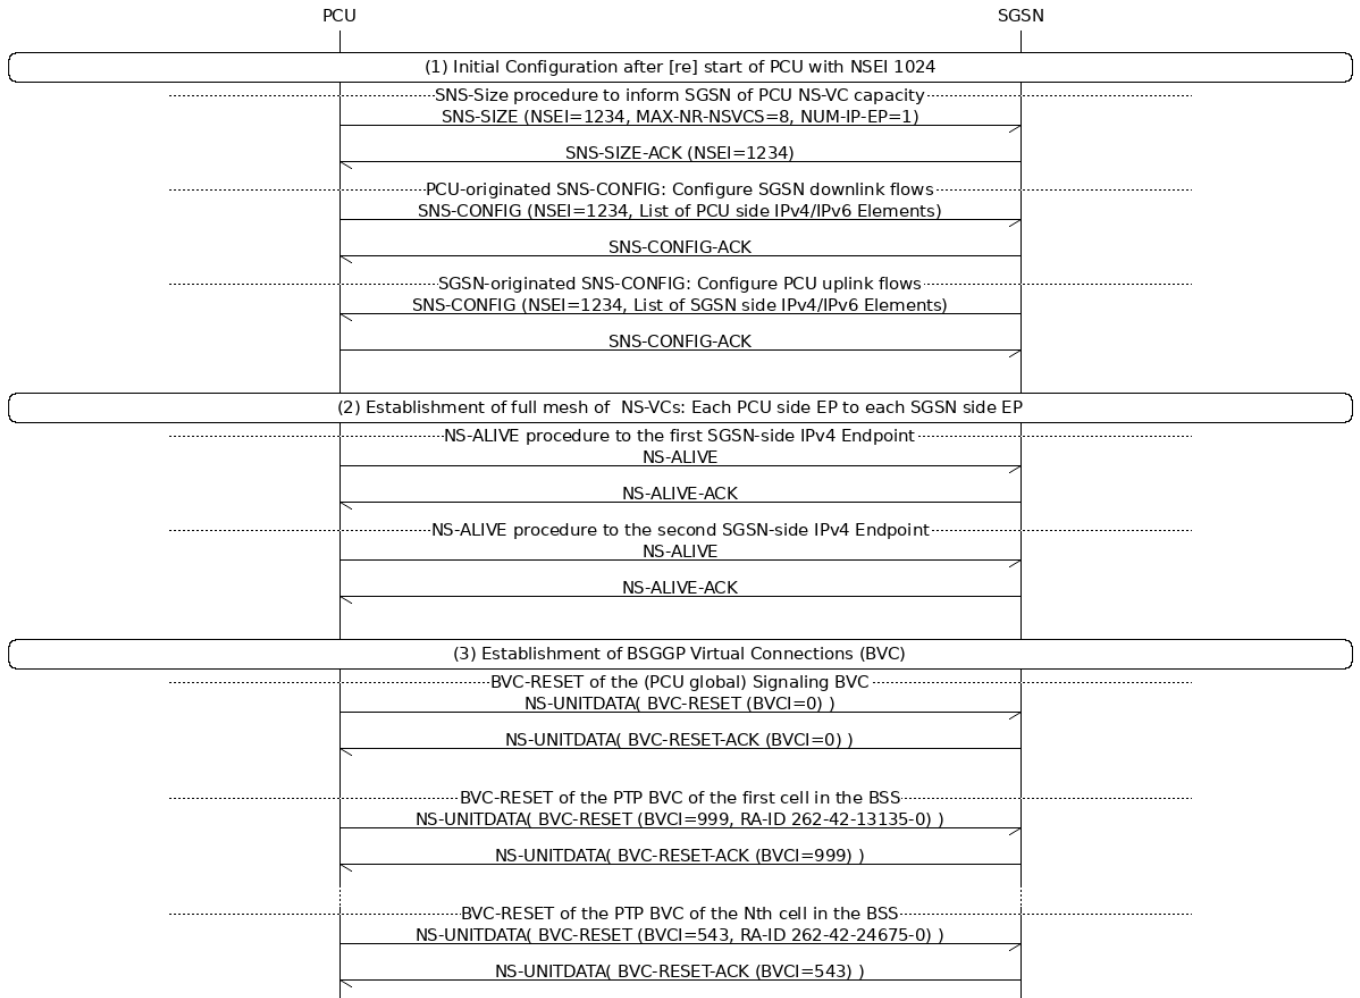 PCU SGSN
(1) Initial Configuration after [re] start of PCU with NSEI 1024
SNS-Size procedure to inform SGSN of PCU NS-VC capacity
SNS-SIZE (NSEI=1234, MAX-NR-NSVCS=8, NUM-IP-EP=1)
SNS-SIZE-ACK (NSEI=1234)
PCU-originated SNS-CONFIG: Configure SGSN downlink flows
SNS-CONFIG (NSEI=1234, List of PCU side IPv4/IPv6 Elements)
SNS-CONFIG-ACK
SGSN-originated SNS-CONFIG: Configure PCU uplink flows
SNS-CONFIG (NSEI=1234, List of SGSN side IPv4/IPv6 Elements)
SNS-CONFIG-ACK
(2) Establishment of full mesh of  NS-VCs: Each PCU side EP to each SGSN side EP
NS-ALIVE procedure to the first SGSN-side IPv4 Endpoint
NS-ALIVE
NS-ALIVE-ACK
NS-ALIVE procedure to the second SGSN-side IPv4 Endpoint
NS-ALIVE
NS-ALIVE-ACK
(3) Establishment of BSGGP Virtual Connections (BVC)
BVC-RESET of the (PCU global) Signaling BVC
NS-UNITDATA( BVC-RESET (BVCI=0) )
NS-UNITDATA( BVC-RESET-ACK (BVCI=0) )
BVC-RESET of the PTP BVC of the first cell in the BSS
NS-UNITDATA( BVC-RESET (BVCI=999, RA-ID 262-42-13135-0) )
NS-UNITDATA( BVC-RESET-ACK (BVCI=999) )
BVC-RESET of the PTP BVC of the Nth cell in the BSS
NS-UNITDATA( BVC-RESET (BVCI=543, RA-ID 262-42-24675-0) )
NS-UNITDATA( BVC-RESET-ACK (BVCI=543) )